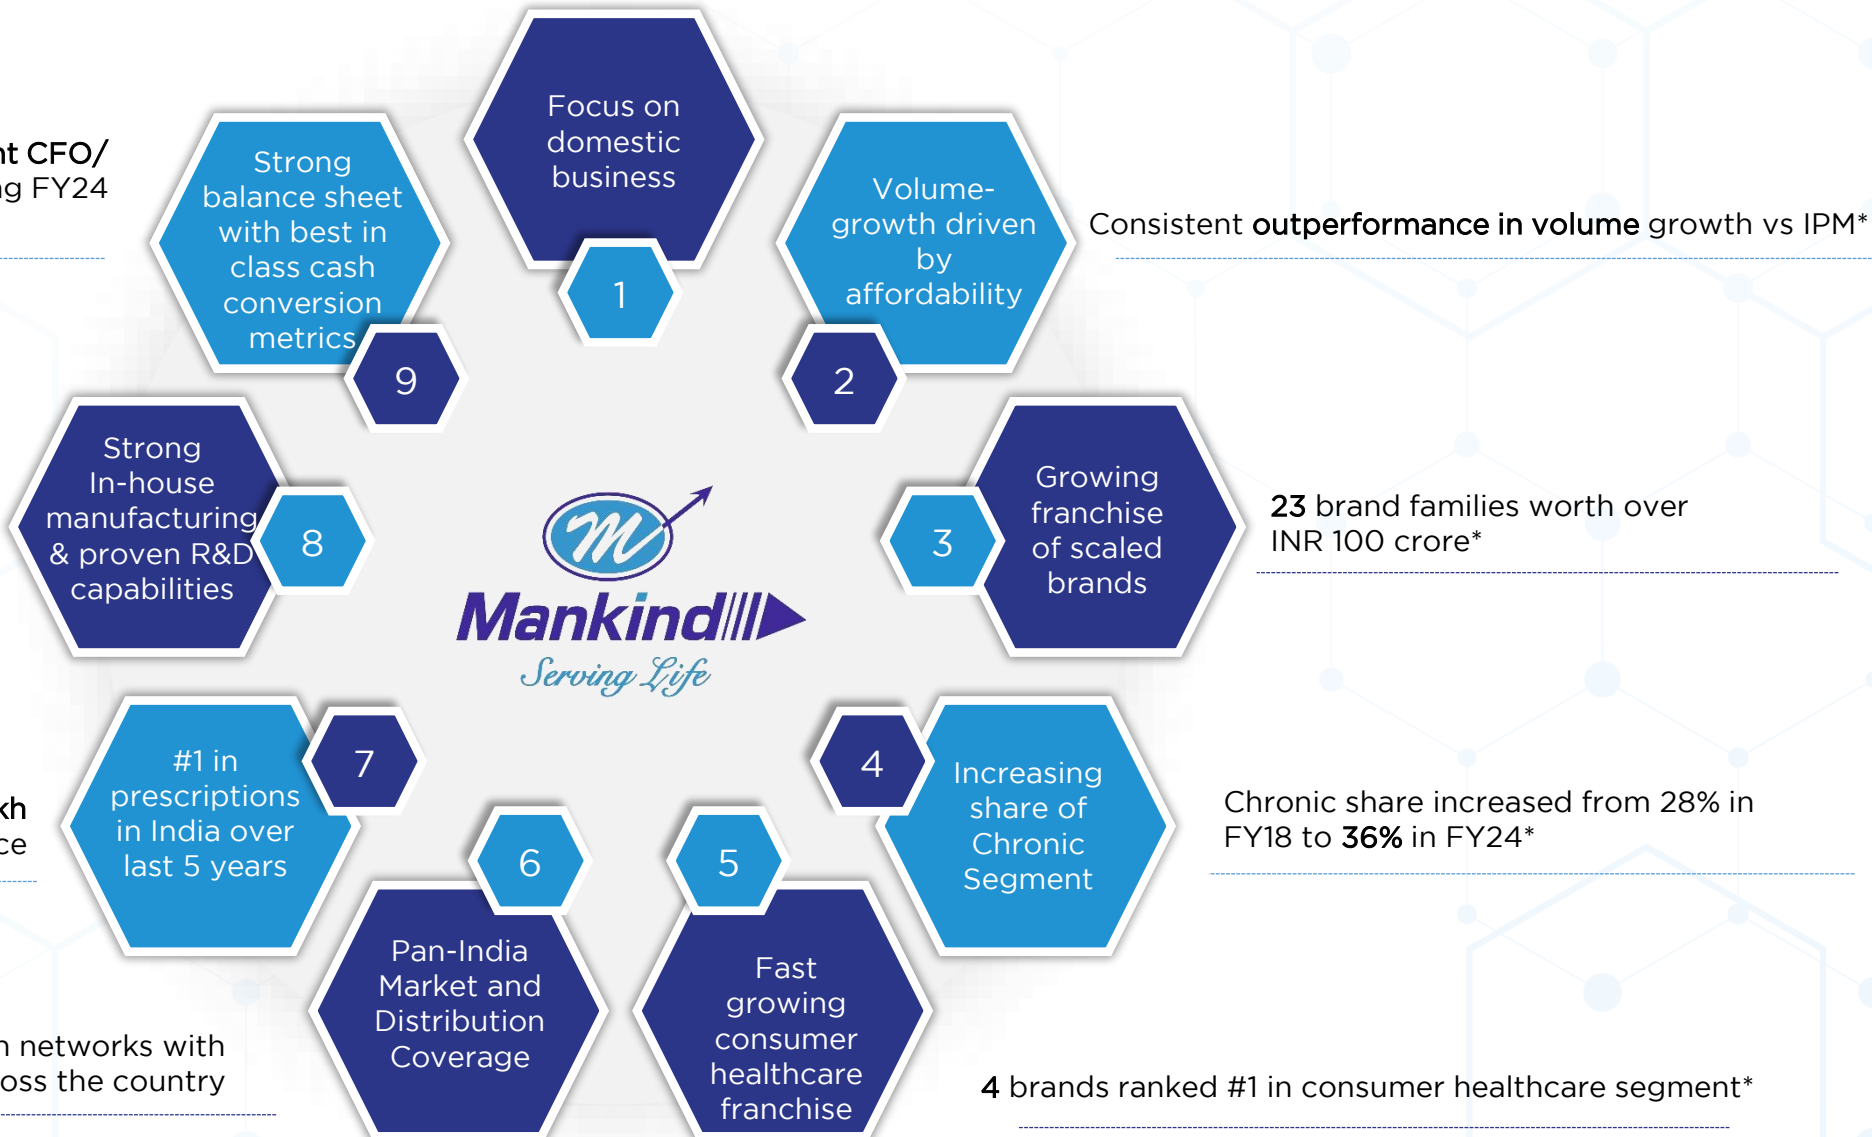 Focus on
domestic
business
1
Volume-
growth driven
by
affordability
2
Consistent outperformance in volume growth vs IPM*
Growing
franchise
of scaled
brands
3
23 brand families worth over
INR 100 crore*
Increasing
share of
Chronic
Segment
4
Chronic share increased from 28% in
FY18 to 36% in FY24*
Fast
growing
consumer
healthcare
franchise
5
4 brands ranked #1 in consumer healthcare segment*
Pan-India
Market and
Distribution
Coverage
6
networks with
the country
#1 in
prescriptions
in India over
last 5 years
7
Strong
In-house
manufacturing
& proven R&D
capabilities
8
Strong
balance sheet
with best in
class cash
conversion
metrics
9
CFO/
FY24
Mankind
Serving Life